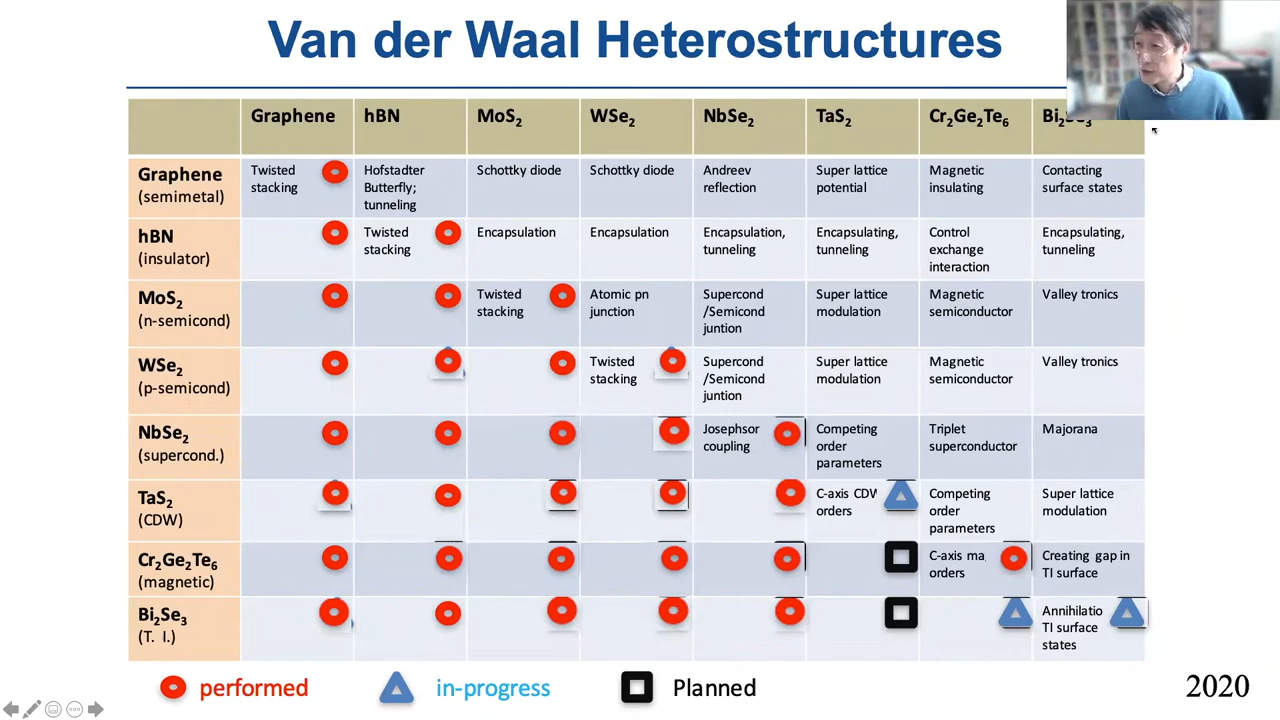 Van der Waal Heterostructures
Graphene hBN MoS₂ WSe₂ NbSe₂ TaS₂ Cr₂Ge₂Te₆ Bi₂Se₃
Graphene
(semimetal)
Twisted
stacking
Hofstadter
Butterfly;
tunneling
Schottky diode
Schottky diode
Andreev
reflection
Super lattice
potential
Magnetic
insulating
Contacting
surface states
hBN
(insulator)
Twisted
stacking
Encapsulation
Encapsulation
Encapsulation,
tunneling
Encapsulating,
tunneling
Control
exchange
interaction
Encapsulating,
tunneling
MoS₂
(n-semicond)
Twisted
stacking
Atomic pn
junction
Supercond
/Semicond
juntion
Super lattice
modulation
Magnetic
semiconductor
Valley tronics
WSe₂
(p-semicond)
Twisted
stacking
Supercond
/Semicond
juntion
Super lattice
modulation
Magnetic
semiconductor
Valley tronics
NbSe₂
(supercond.)
Josephsor
coupling
Competing
order
parameters
Triplet
superconductor
Majorana
TaS₂
(CDW)
C-axis CDW
orders
Competing
order
parameters
Super lattice
modulation
Cr₂Ge₂Te₆
(magnetic)
C-axis ma
orders
Creating gap in
TI surface
Bi₂Se₃
(T. I.)
Annihilatio
TI surface
states
performed in-progress Planned
2020